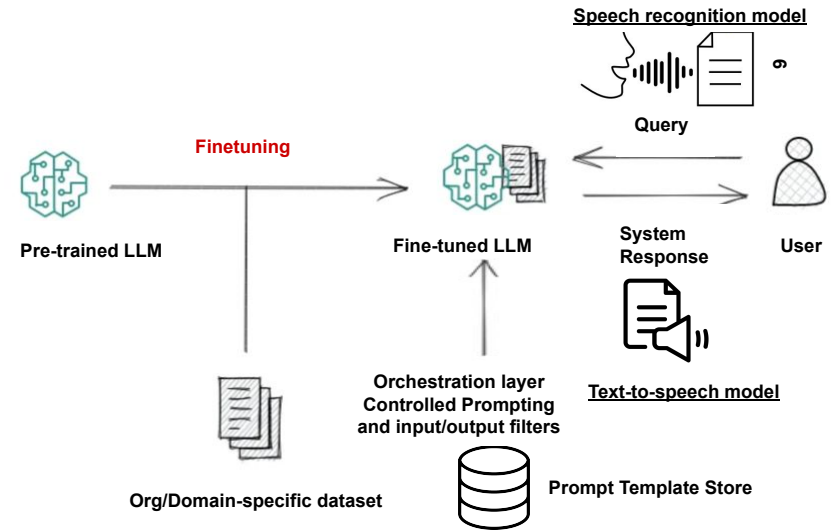 Speech recognition model
Query
Finetuning
Pre-trained LLM
Fine-tuned LLM
System
Response
User
Orchestration layer
Controlled Prompting
and input/output filters
Text-to-speech model
Org/Domain-specific dataset
Prompt Template Store